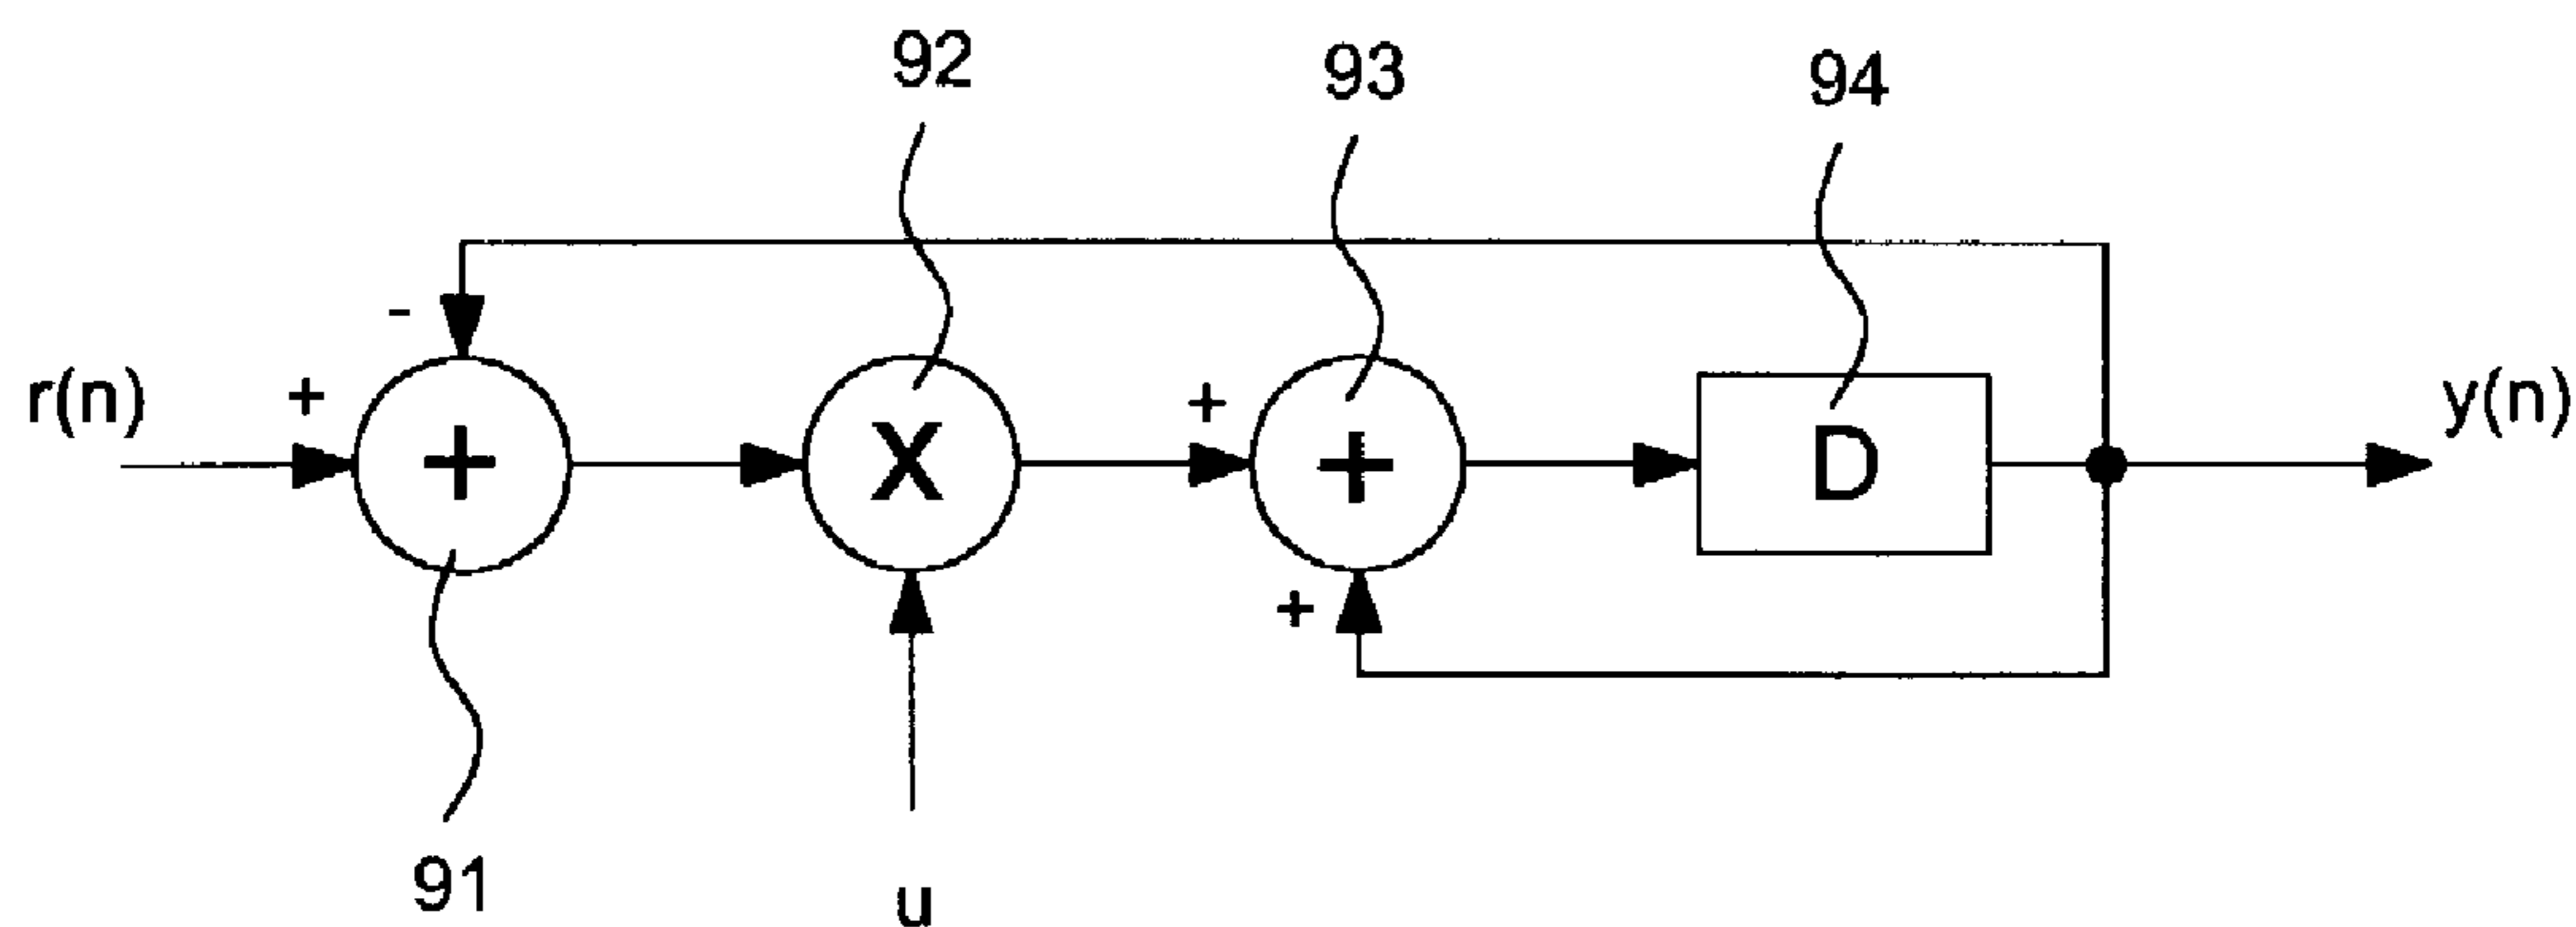 92
93
94
-
r(n)
+
+
X
+
+
D
y(n)
+
91
u